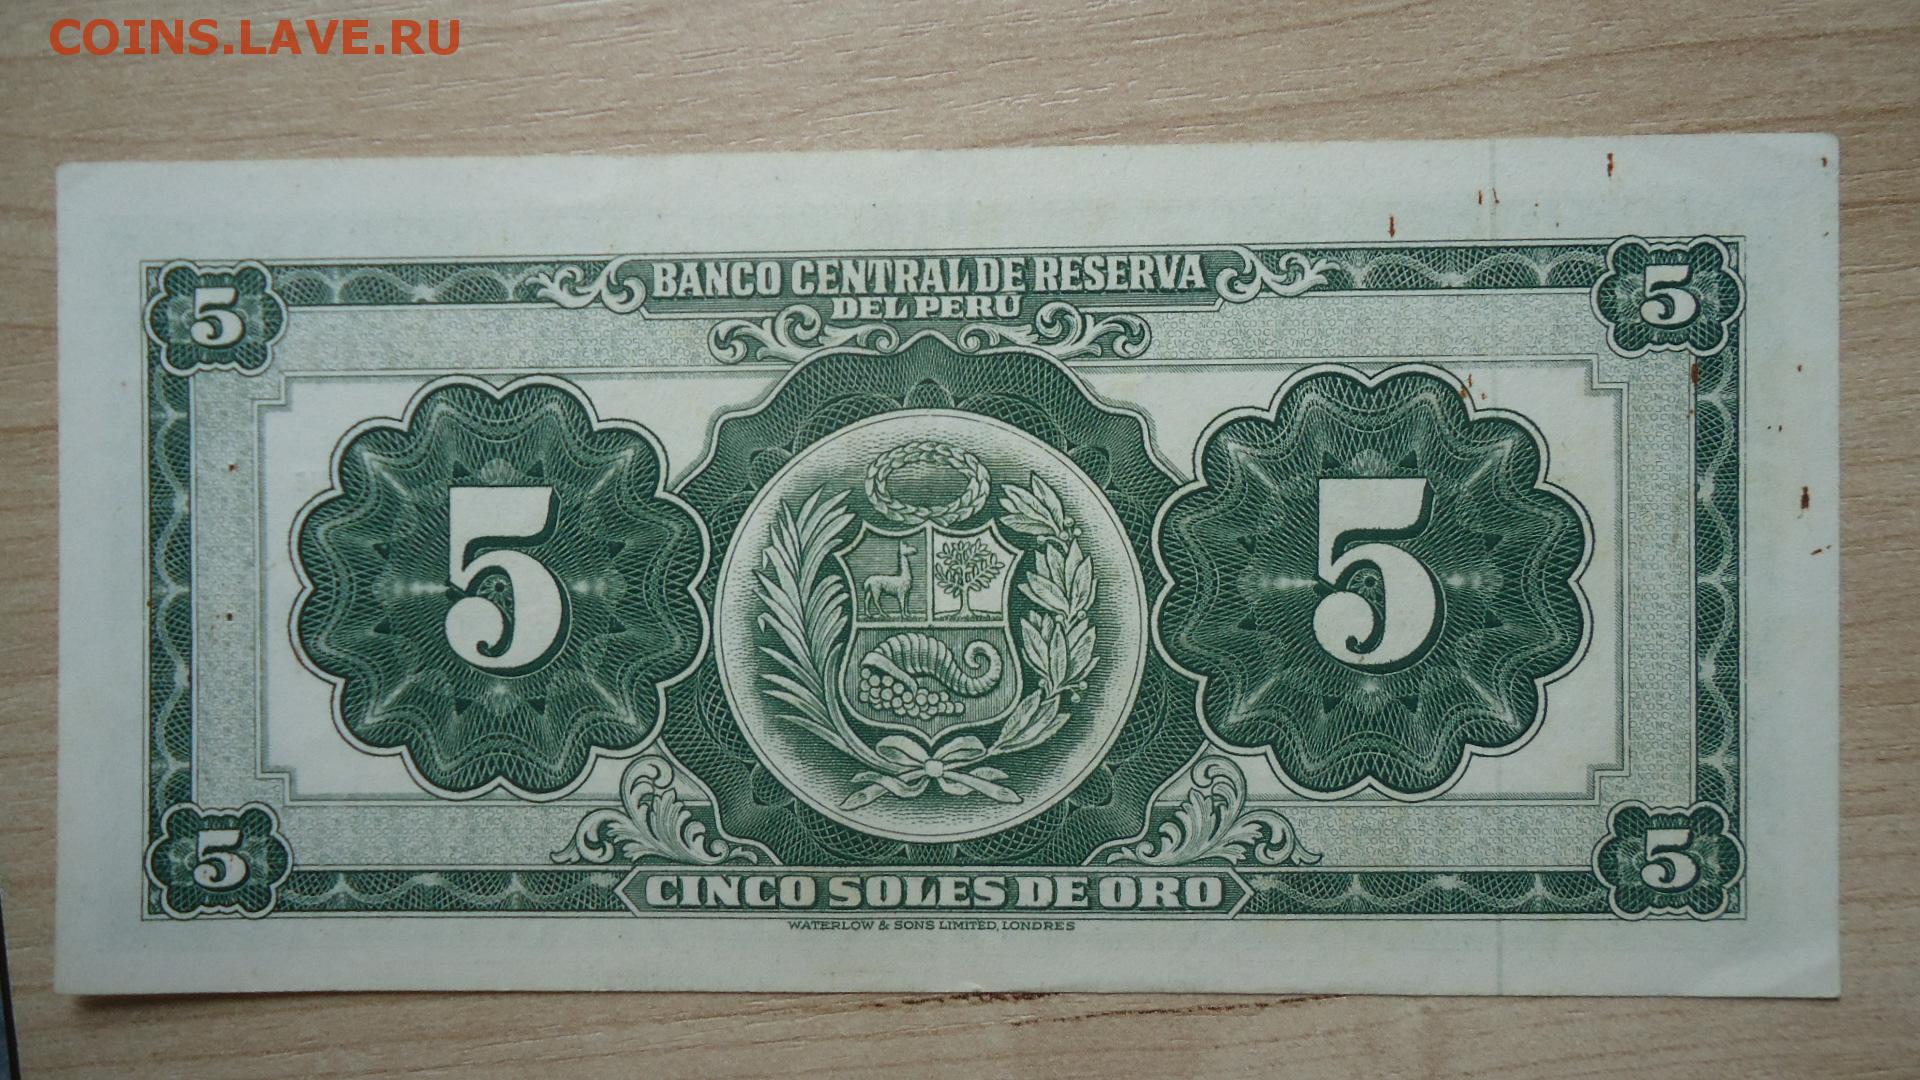 COINS.LAVE.RU
BANCO CENTRAL DE RESERVA
DEL PERU
5 5
5 5
5 5
CINCO SOLES DE ORO
WATERLOW & SONS LIMITED, LONDRES